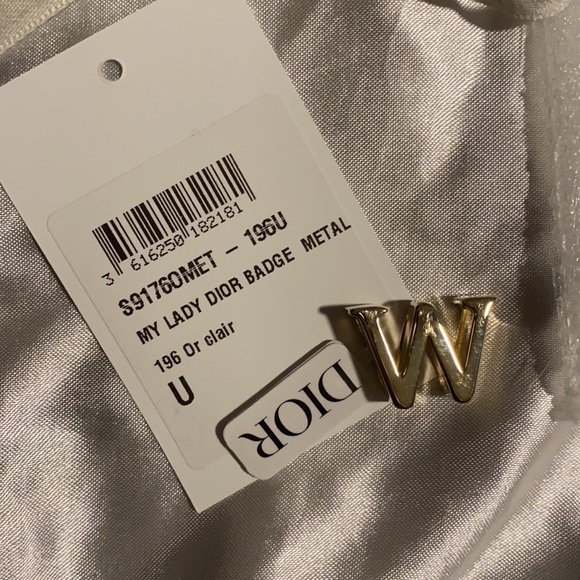 3 616250 182181
S9176OMET - 196U
MY LADY DIOR BADGE METAL
196 Or clair
U
DIOR
W